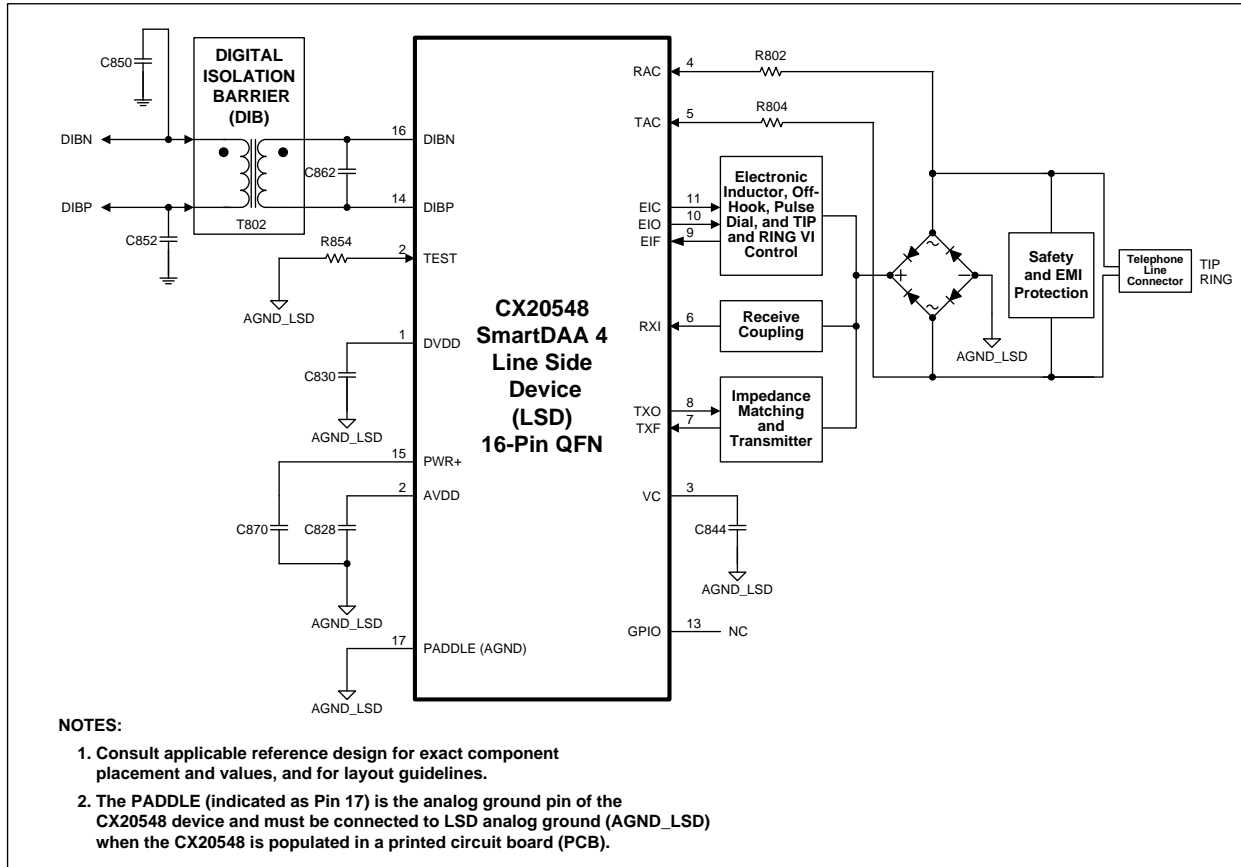 C850
DIGITAL
ISOLATION
BARRIER
(DIB)
DIBN
DIBP
C852
T802
C862
16
DIBN
14
DIBP
R854
2
TEST
AGND_LSD
1
DVDD
C830
AGND_LSD
15
PWR+
2
AVDD
C870
C828
AGND_LSD
17
PADDLE (AGND)
AGND_LSD
CX20548
SmartDAA 4
Line Side
Device
(LSD)
16-Pin QFN
RAC
4
R802
TAC
5
R804
EIC
11
EIO
10
EIF
9
Electronic
Inductor, Off-
Hook, Pulse
Dial, and TIP
and RING VI
Control
RXI
6
Receive
Coupling
TXO
8
TXF
7
Impedance
Matching
and
Transmitter
VC
3
C844
AGND_LSD
GPIO
13
NC
~
+
−
~
AGND_LSD
Safety
and EMI
Protection
Telephone
Line
Connector
TIP
RING
NOTES:
1. Consult applicable reference design for exact component
placement and values, and for layout guidelines.
2. The PADDLE (indicated as Pin 17) is the analog ground pin of the
CX20548 device and must be connected to LSD analog ground (AGND_LSD)
when the CX20548 is populated in a printed circuit board (PCB).